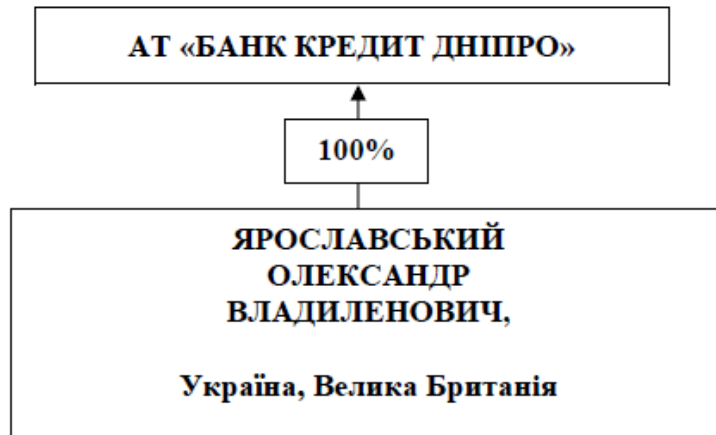 АТ «БАНК КРЕДИТ ДНІПРО»
100%
ЯРОСЛАВСЬКИЙ
ОЛЕКСАНДР
ВЛАДИЛЕНОВИЧ,
Україна, Велика Британія